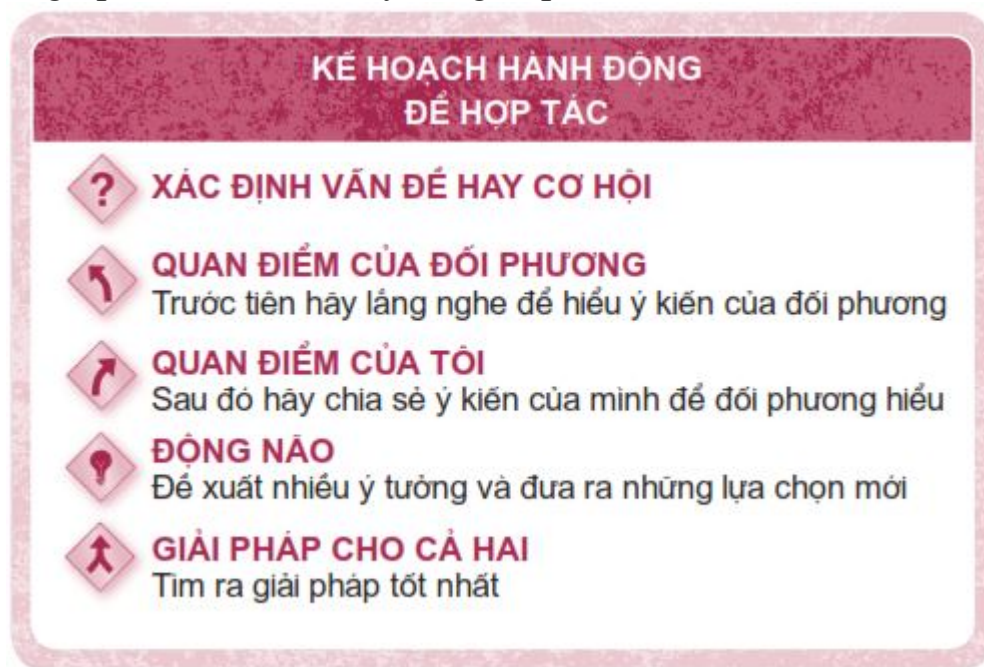 KẾ HOẠCH HÀNH ĐỘNG
ĐỂ HỢP TÁC
? XÁC ĐỊNH VẤN ĐỀ HAY CƠ HỘI
QUAN ĐIỂM CỦA ĐỐI PHƯƠNG
Trước tiên hãy lắng nghe để hiểu ý kiến của đối phương
QUAN ĐIỂM CỦA TÔI
Sau đó hãy chia sẻ ý kiến của mình để đối phương hiểu
ĐỘNG NÃO
Đề xuất nhiều ý tưởng và đưa ra những lựa chọn mới
GIẢI PHÁP CHO CẢ HAI
Tìm ra giải pháp tốt nhất